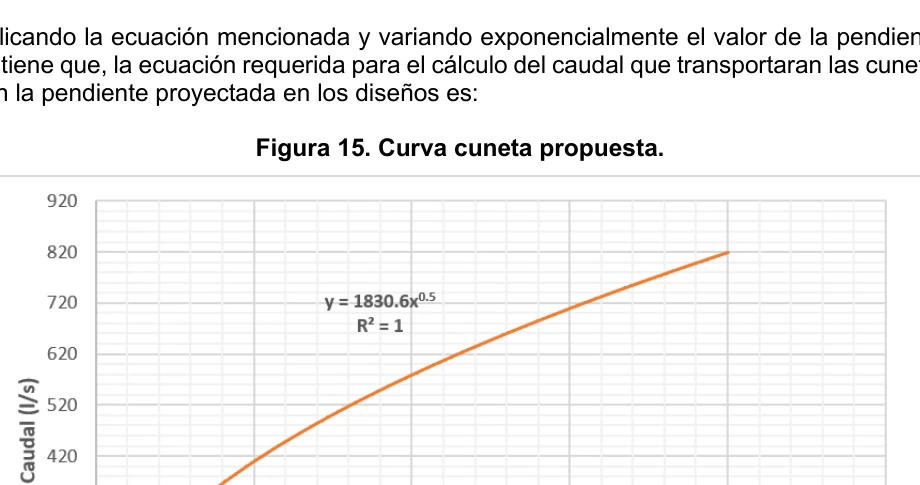 licando la ecuación mencionada y variando exponencialmente el valor de la pendien
tiene que, la ecuación requerida para el cálculo del caudal que transportaran las cune
n la pendiente proyectada en los diseños es:
Figura 15. Curva cuneta propuesta.
920
820
y = 1830.6x^0.5
720
R² = 1
620
520
Caudal (l/s)
420